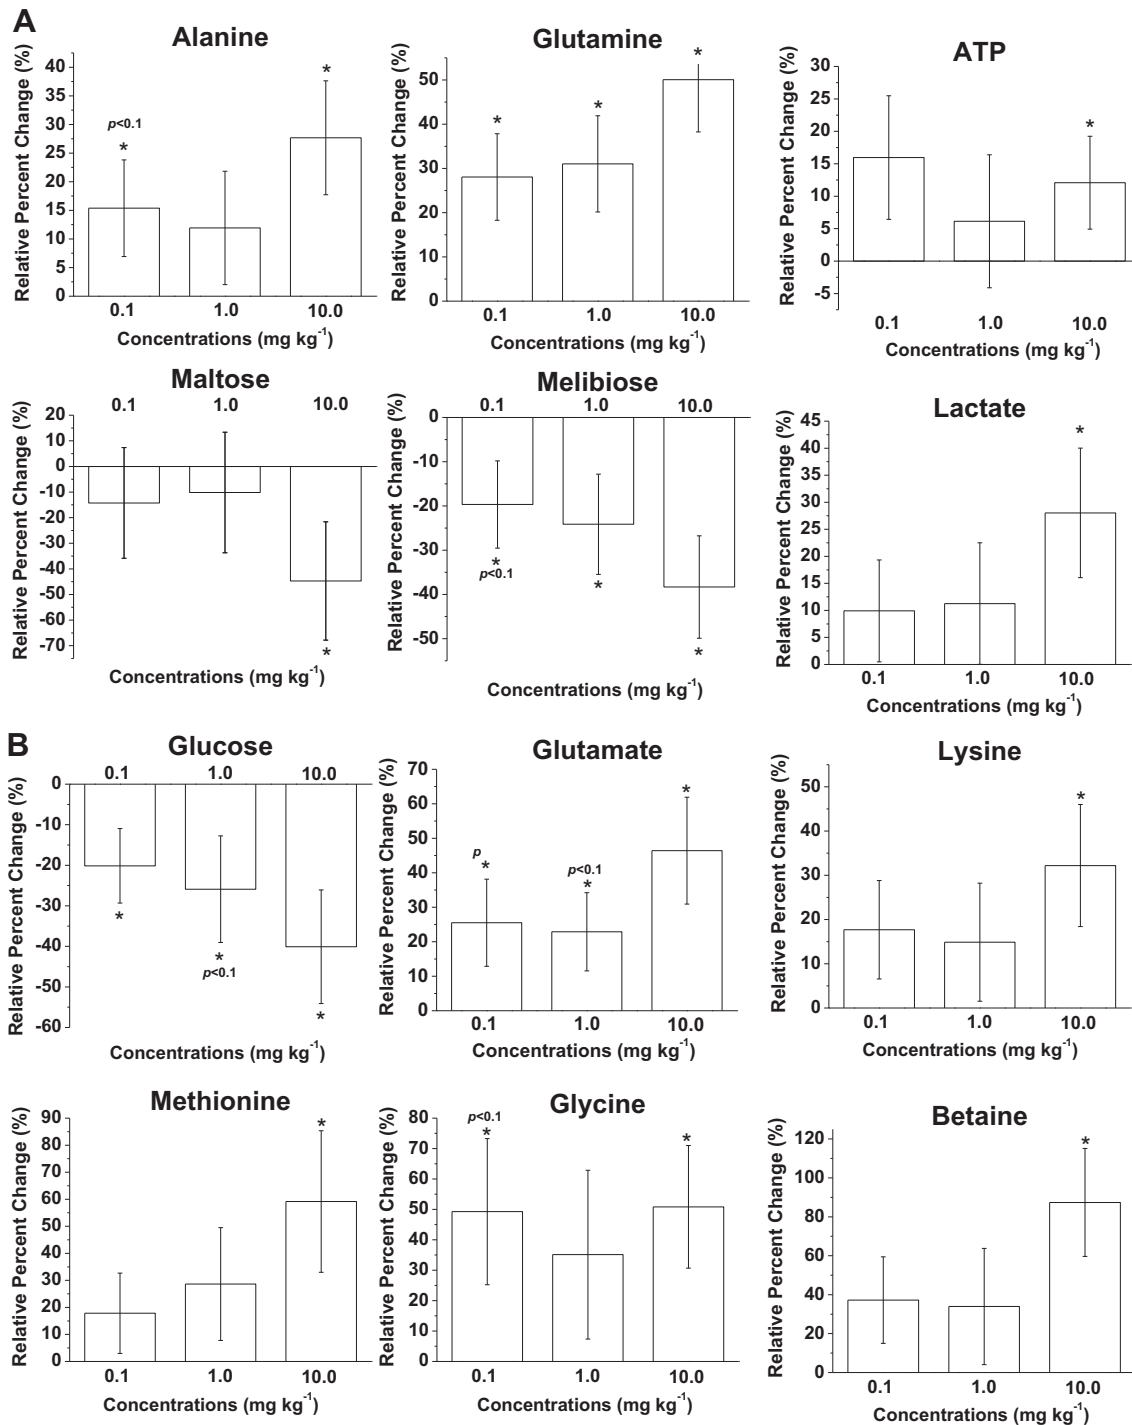 A
Alanine
Relative Percent Change (%)
45
40
35
30
25
20
15
10
5
0
p<0.1
*
*
0.1 1.0 10.0
Concentrations (mg kg⁻¹)
Glutamine
Relative Percent Change (%)
50
40
30
20
10
0
*
*
*
0.1 1.0 10.0
Concentrations (mg kg⁻¹)
ATP
Relative Percent Change (%)
30
25
20
15
10
5
0
-5
*
0.1 1.0 10.0
Concentrations (mg kg⁻¹)
Maltose
0.1 1.0 10.0
Relative Percent Change (%)
20
10
0
-10
-20
-30
-40
-50
-60
-70
*
Concentrations (mg kg⁻¹)
Melibiose
0.1 1.0 10.0
Relative Percent Change (%)
0
-10
-20
-30
-40
-50
*
p<0.1
*
*
Concentrations (mg kg⁻¹)
Lactate
Relative Percent Change (%)
45
40
35
30
25
20
15
10
5
0
*
0.1 1.0 10.0
Concentrations (mg kg⁻¹)
B
Glucose
0.1 1.0 10.0
Relative Percent Change (%)
0
-10
-20
-30
-40
-50
-60
*
*
p<0.1
*
Concentrations (mg kg⁻¹)
Glutamate
Relative Percent Change (%)
70
60
50
40
30
20
10
0
p
*
p<0.1
*
*
0.1 1.0 10.0
Concentrations (mg kg⁻¹)
Lysine
Relative Percent Change (%)
50
40
30
20
10
0
*
0.1 1.0 10.0
Concentrations (mg kg⁻¹)
Methionine
Relative Percent Change (%)
90
80
70
60
50
40
30
20
10
0
*
0.1 1.0 10.0
Concentrations (mg kg⁻¹)
Glycine
Relative Percent Change (%)
80
70
60
50
40
30
20
10
0
p<0.1
*
*
0.1 1.0 10.0
Concentrations (mg kg⁻¹)
Betaine
Relative Percent Change (%)
120
100
80
60
40
20
0
*
0.1 1.0 10.0
Concentrations (mg kg⁻¹)